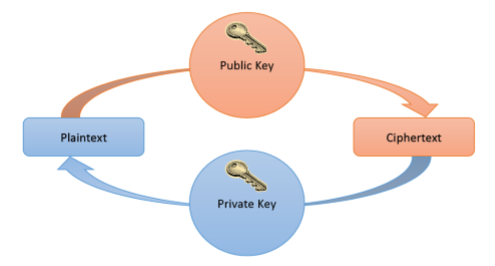 Public Key
Plaintext
Ciphertext
Private Key